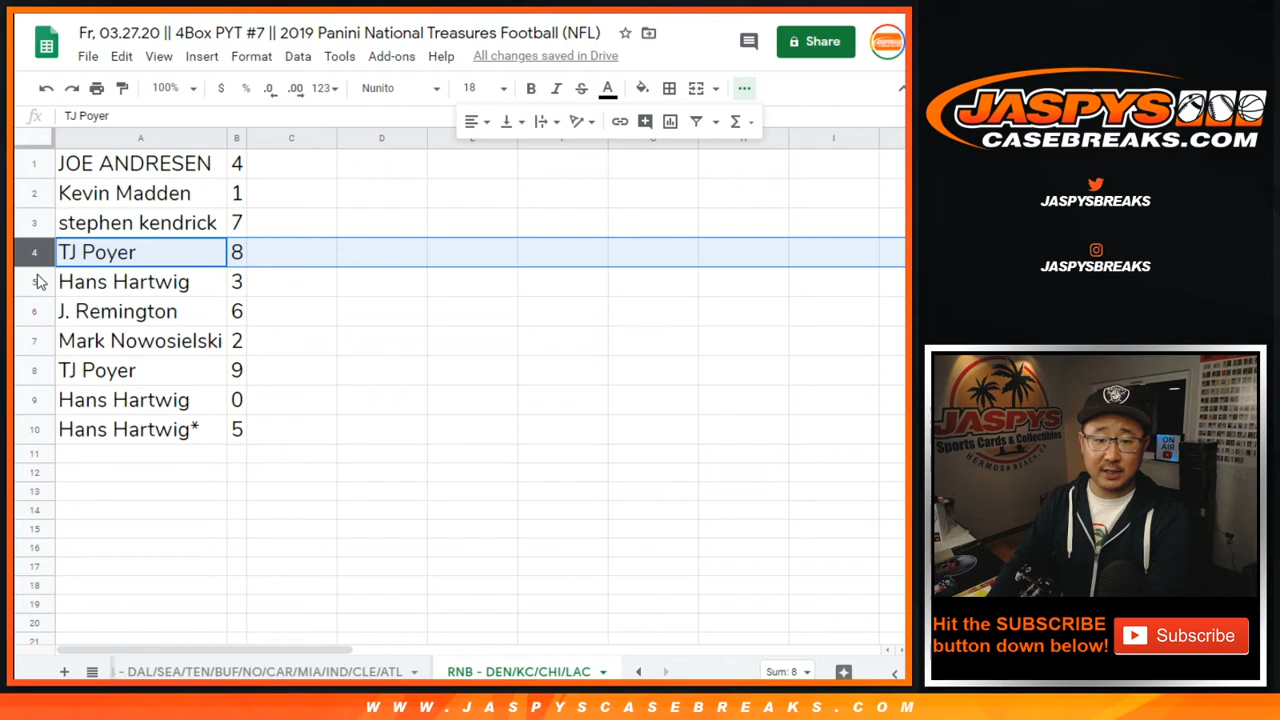 Fr, 03.27.20 || 4Box PYT #7 || 2019 Panini National Treasures Football (NFL)
File Edit View Insert Format Data Tools Add-ons Help All changes saved in Drive
Share
100% $ % .0 .00 123 Nunito 18 B I S A
fx TJ Poyer
A B C D I
1 JOE ANDRESEN 4
2 Kevin Madden 1
3 stephen kendrick 7
4 TJ Poyer 8
5 Hans Hartwig 3
6 J. Remington 6
7 Mark Nowosielski 2
8 TJ Poyer 9
9 Hans Hartwig 0
10 Hans Hartwig* 5
11
12
13
14
15
16
17
18
19
20
21
- DAL/SEA/TEN/BUF/NO/CAR/MIA/IND/CLE/ATL RNB - DEN/KC/CHI/LAC Sum: 8
JASPYS
CASEBREAKS.COM
JASPYSBREAKS
JASPYSBREAKS
JASPYS
Sports Cards & Collectibles
HERMOSA BEACH, CA
ON AIR
Hit the SUBSCRIBE
button down below!
Subscribe
WWW.JASPYSCASEBREAKS.COM